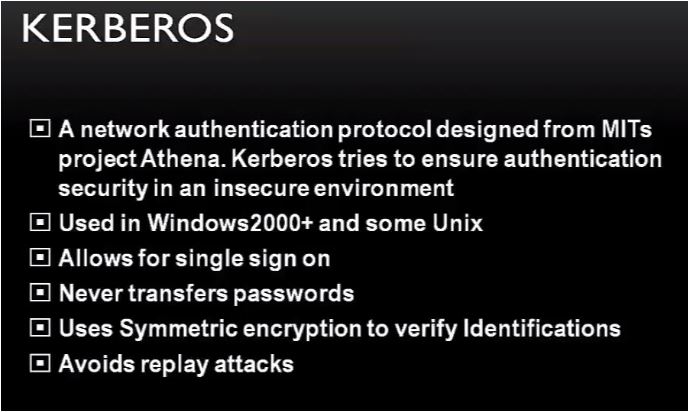 KERBEROS
A network authentication protocol designed from MITs
project Athena. Kerberos tries to ensure authentication
security in an insecure environment
Used in Windows2000+ and some Unix
Allows for single sign on
Never transfers passwords
Uses Symmetric encryption to verify Identifications
Avoids replay attacks